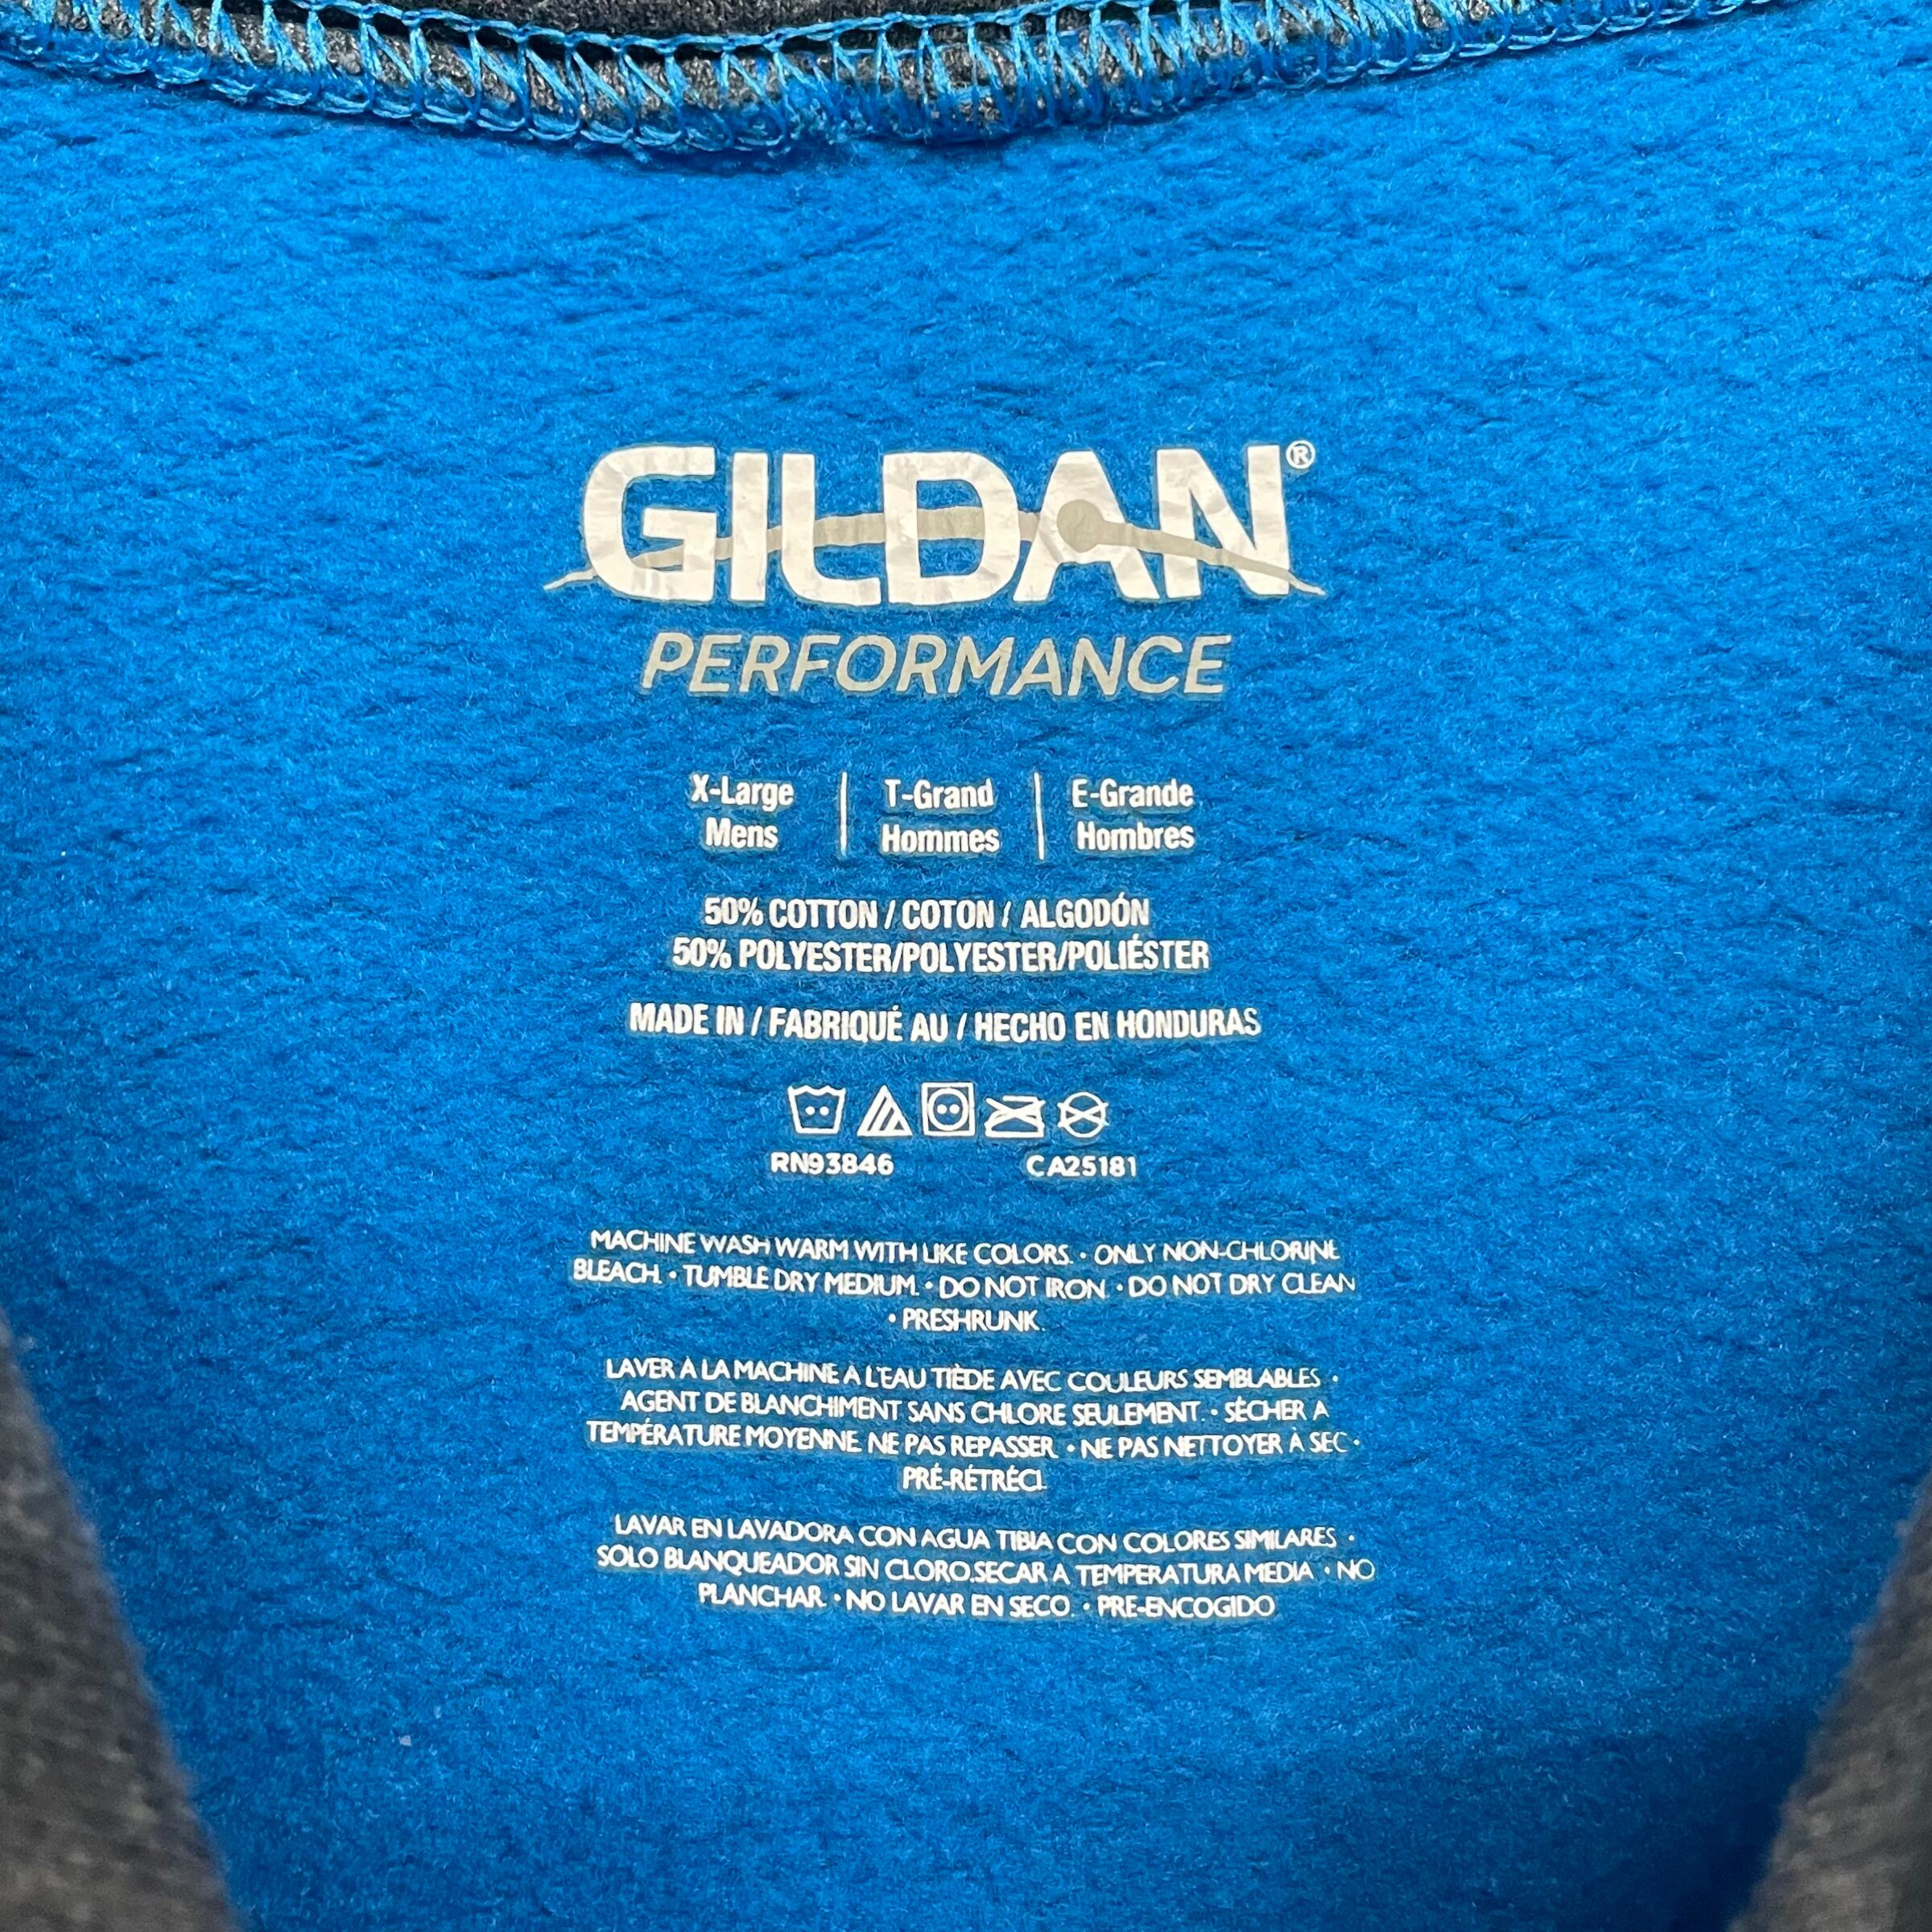 GILDAN®
PERFORMANCE
X-Large | T-Grand | E-Grande
Mens | Hommes | Hombres
50% COTTON / COTON / ALGODÓN
50% POLYESTER/POLYESTER/POLIÉSTER
MADE IN / FABRIQUÉ AU / HECHO EN HONDURAS
RN93846 CA25181
MACHINE WASH WARM WITH LIKE COLORS. • ONLY NON-CHLORINE
BLEACH. • TUMBLE DRY MEDIUM. • DO NOT IRON. • DO NOT DRY CLEAN
• PRESHRUNK.
LAVER À LA MACHINE À L'EAU TIÈDE AVEC COULEURS SEMBLABLES •
AGENT DE BLANCHIMENT SANS CHLORE SEULEMENT. • SÉCHER À
TEMPÉRATURE MOYENNE. NE PAS REPASSER. • NE PAS NETTOYER À SEC •
PRÉ-RÉTRÉCI.
LAVAR EN LAVADORA CON AGUA TIBIA CON COLORES SIMILARES •
SOLO BLANQUEADOR SIN CLORO.SECAR A TEMPERATURA MEDIA • NO
PLANCHAR. • NO LAVAR EN SECO. • PRE-ENCOGIDO